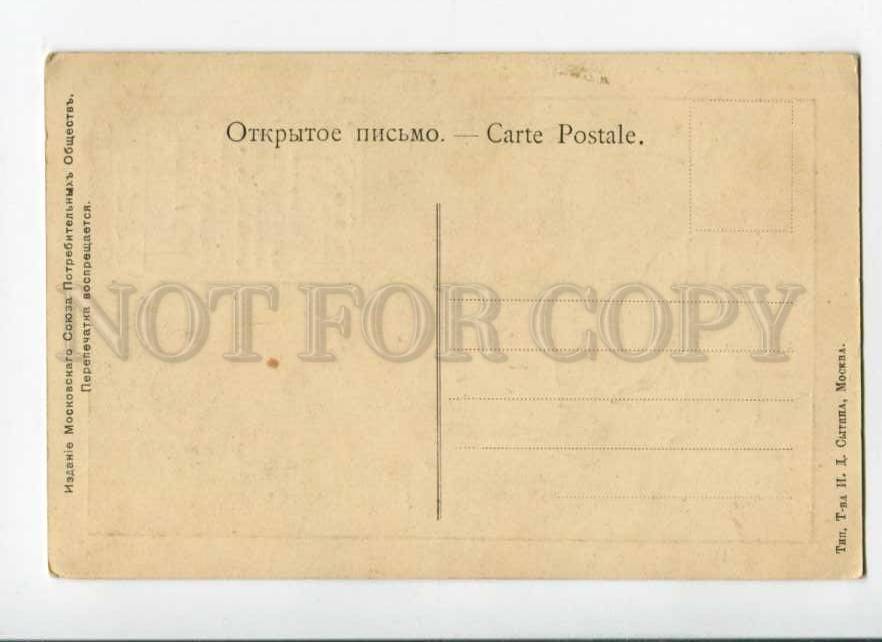 Открытое письмо. — Carte Postale.
Изданіе Московскаго Союза Потребительныхъ Обществъ.
Перепечатка воспрещается.
NOT FOR COPY
Тип. Т-ва И. Д. Сытина, Москва.